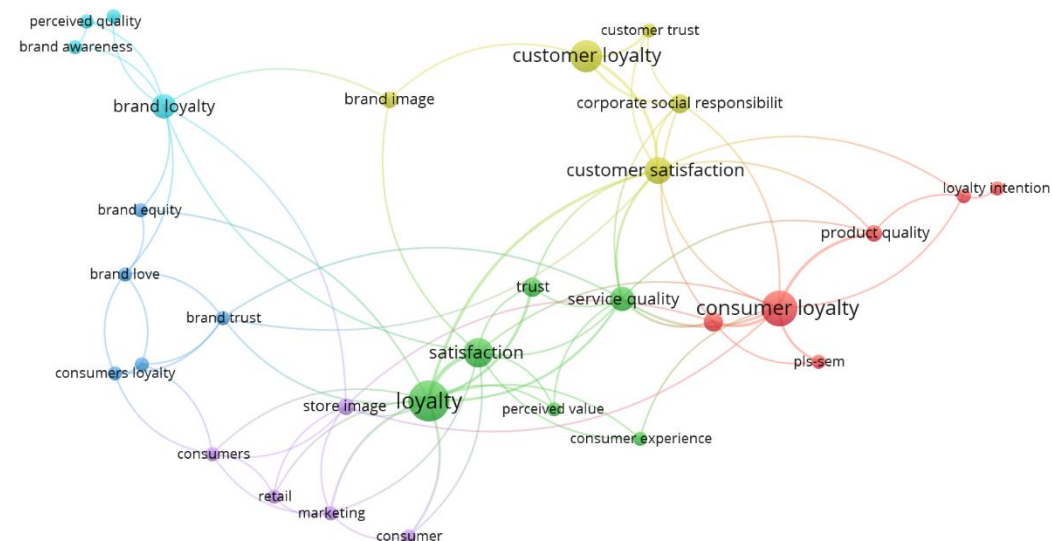 perceived quality
brand awareness
brand loyalty
brand image
customer loyalty
customer trust
corporate social responsibilit
customer satisfaction
loyalty intention
product quality
brand equity
brand love
brand trust
trust
service quality
consumer loyalty
satisfaction
pls-sem
consumers loyalty
store image
loyalty
perceived value
consumer experience
consumers
retail
marketing
consumer